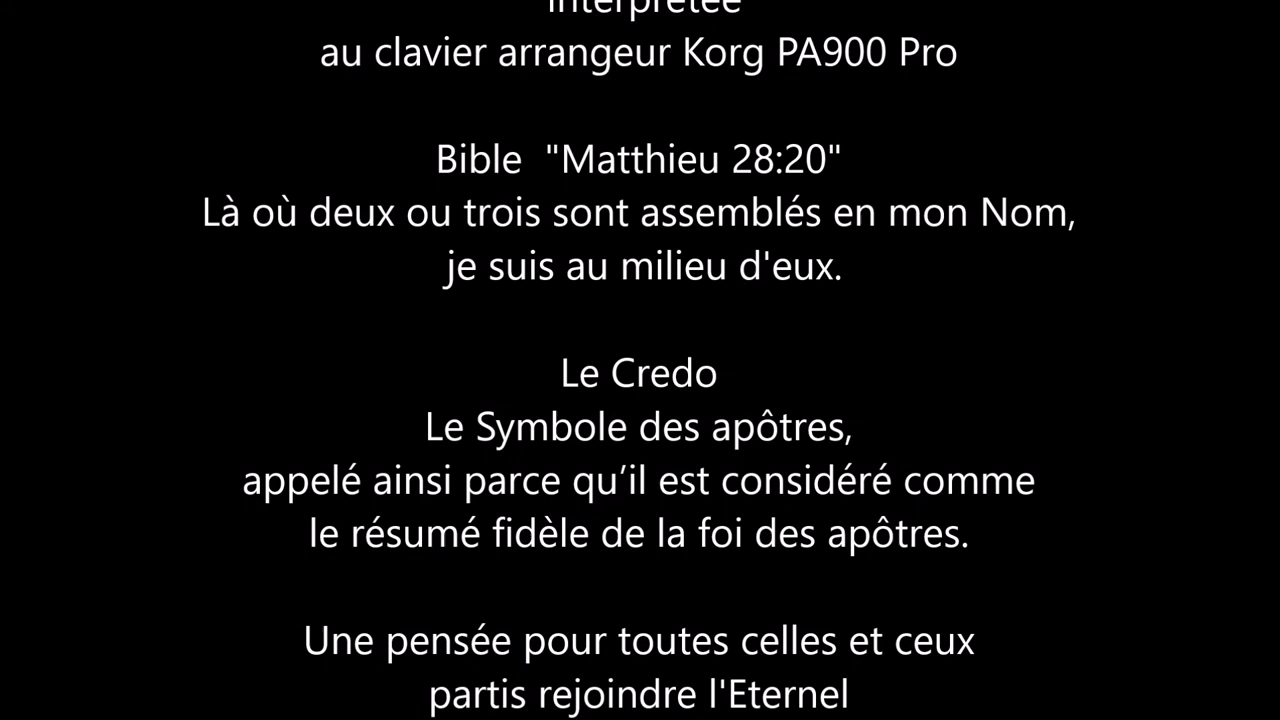 interprétée
au clavier arrangeur Korg PA900 Pro
Bible "Matthieu 28:20"
Là où deux ou trois sont assemblés en mon Nom,
je suis au milieu d'eux.
Le Credo
Le Symbole des apôtres,
appelé ainsi parce qu’il est considéré comme
le résumé fidèle de la foi des apôtres.
Une pensée pour toutes celles et ceux
partis rejoindre l'Eternel